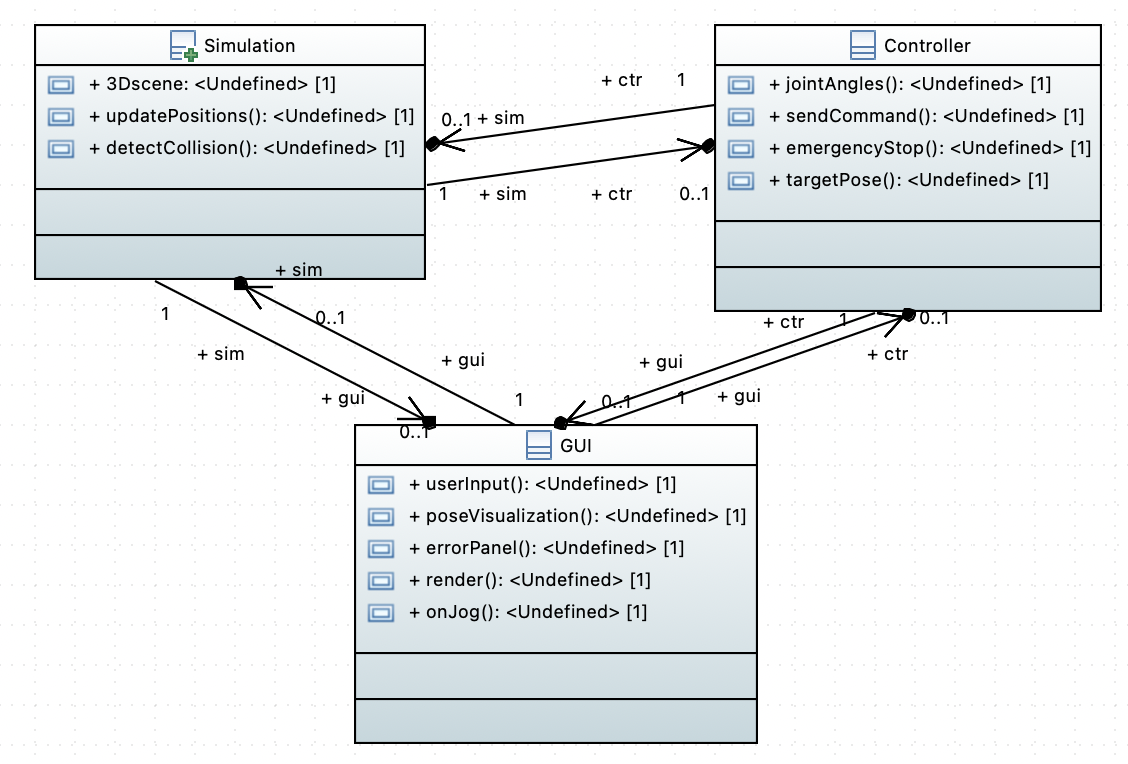 Simulation
+ 3Dscene: <Undefined> [1]
+ updatePositions(): <Undefined> [1]
+ detectCollision(): <Undefined> [1]
Controller
+ jointAngles(): <Undefined> [1]
+ sendCommand(): <Undefined> [1]
+ emergencyStop(): <Undefined> [1]
+ targetPose(): <Undefined> [1]
+ ctr 1
0..1 + sim
1 + sim + ctr 0..1
+ sim
1
0..1
+ sim
+ gui
+ gui
1
0..1
+ ctr 1 0..1
+ ctr
+ gui
0..1 1 + gui
GUI
+ userInput(): <Undefined> [1]
+ poseVisualization(): <Undefined> [1]
+ errorPanel(): <Undefined> [1]
+ render(): <Undefined> [1]
+ onJog(): <Undefined> [1]